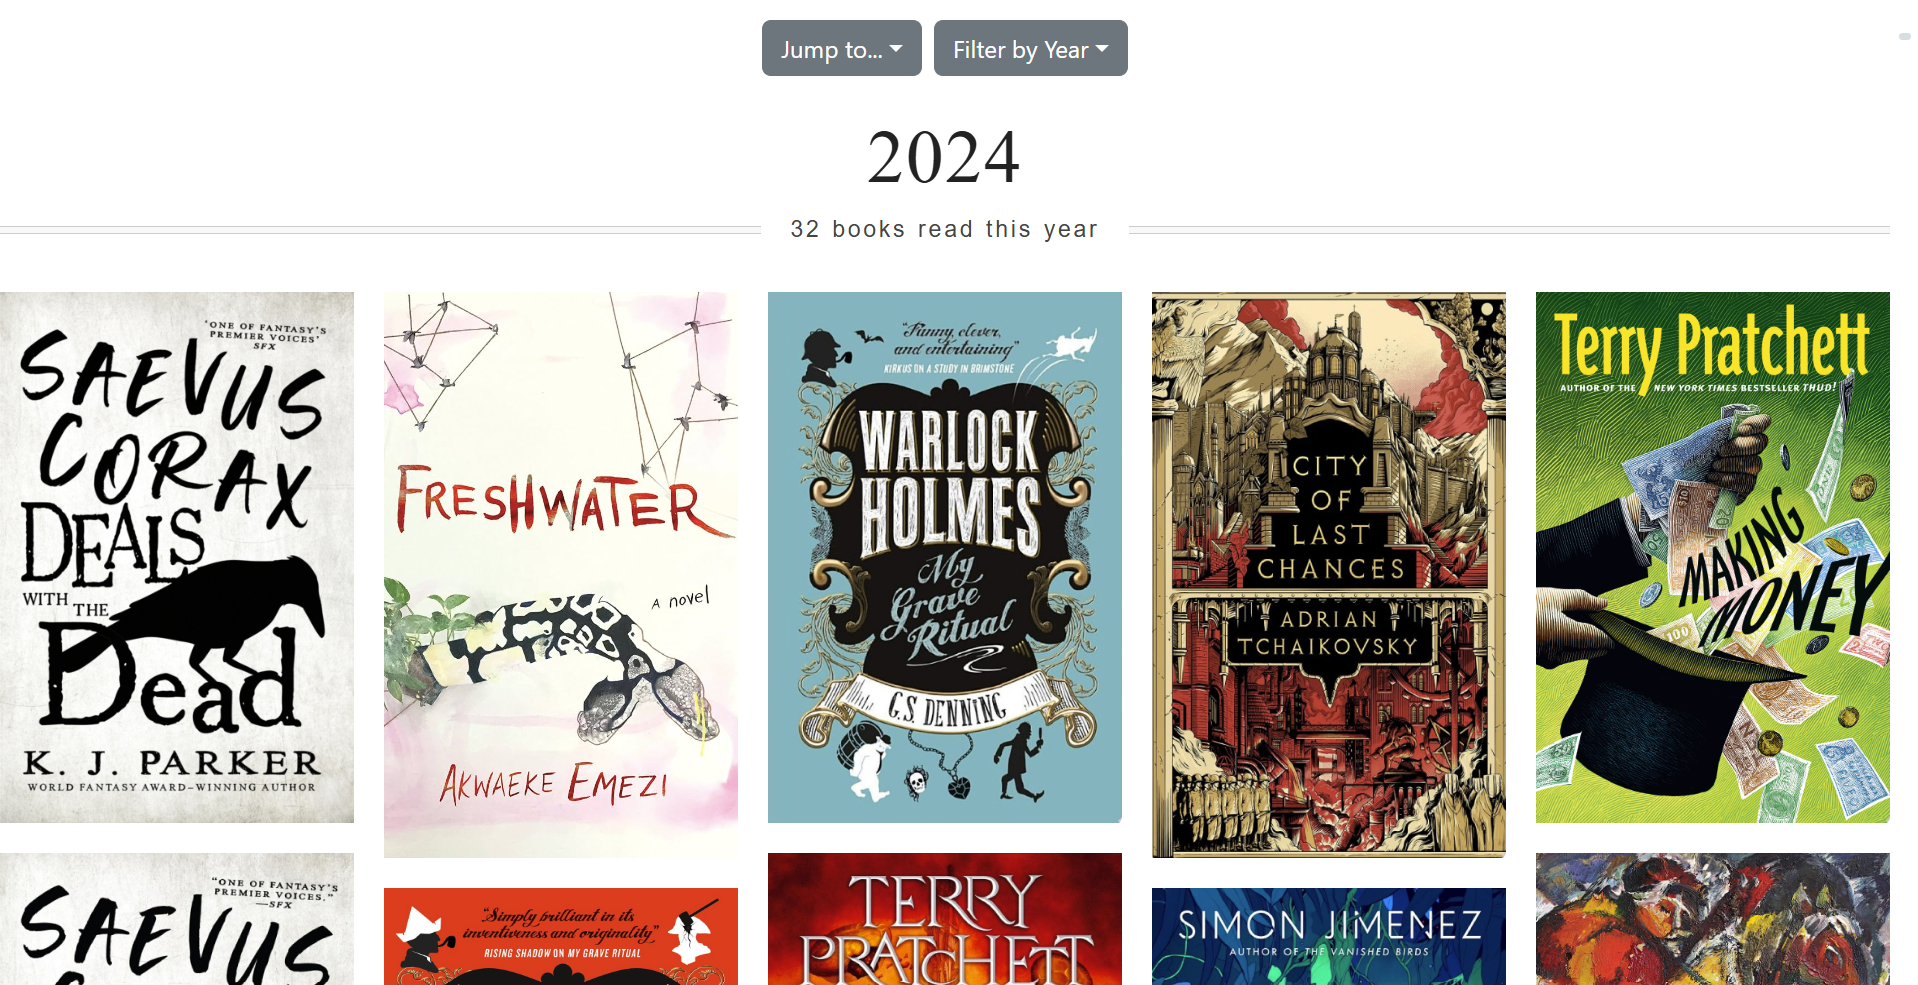 Jump to...
Filter by Year
2024
32 books read this year
'ONE OF FANTASY'S
PREMIER VOICES'
SFX
SAEVUS
CORAX
DEALS
WITH THE
Dead
K. J. PARKER
WORLD FANTASY AWARD-WINNING AUTHOR
FRESHWATER
A novel
AKWAEKE EMEZI
"Funny, clever,
and entertaining"
KIRKUS ON A STUDY IN BRIMSTONE
WARLOCK
HOLMES
My
Grave
Ritual
G.S. DENNING
CITY
OF
LAST
CHANCES
ADRIAN
TCHAIKOVSKY
Terry Pratchett
AUTHOR OF THE NEW YORK TIMES BESTSELLER THUD!
MAKING
MONEY
"ONE OF FANTASY'S
PREMIER VOICES."
—SFX
SAEVUS
"Simply brilliant in its
inventiveness and originality"
RISING SHADOW ON MY GRAVE RITUAL
TERRY
PRATCHETT
SIMON JIMENEZ
AUTHOR OF THE VANISHED BIRDS